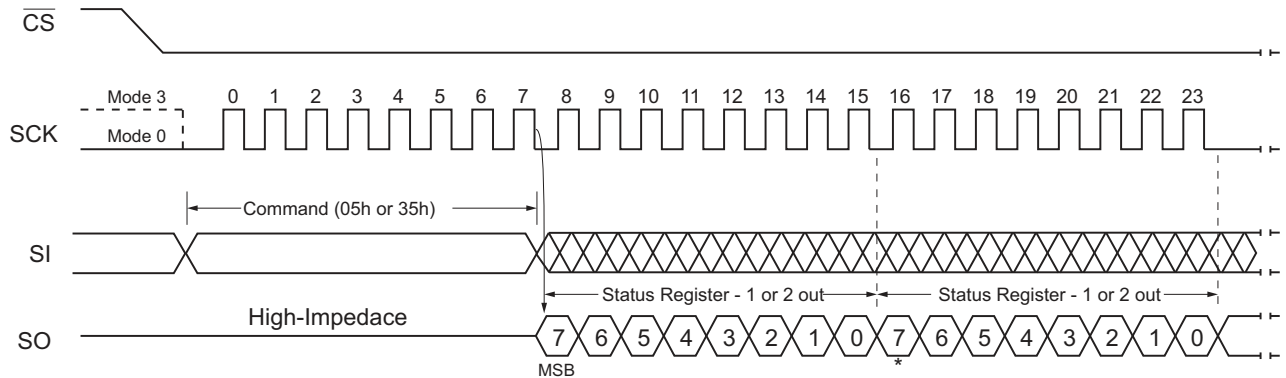 CS
Mode 3
0 1 2 3 4 5 6 7 8 9 10 11 12 13 14 15 16 17 18 19 20 21 22 23
SCK
Mode 0
Command (05h or 35h)
SI
Status Register - 1 or 2 out Status Register - 1 or 2 out
High-Impedace
SO
7 6 5 4 3 2 1 0 7 6 5 4 3 2 1 0
MSB *